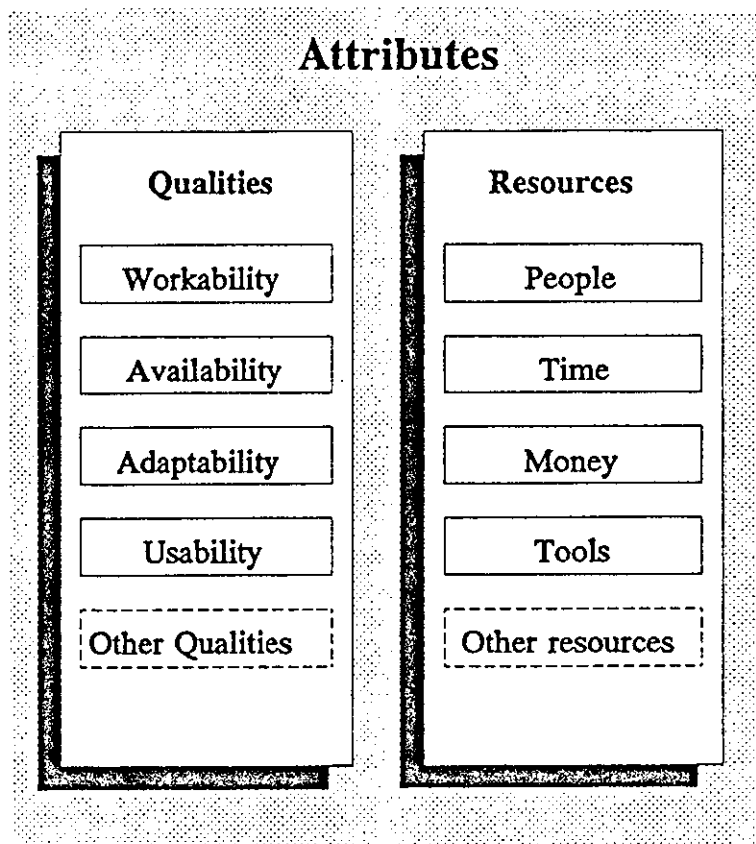 Attributes
Qualities
Workability
Availability
Adaptability
Usability
Other Qualities
Resources
People
Time
Money
Tools
Other resources